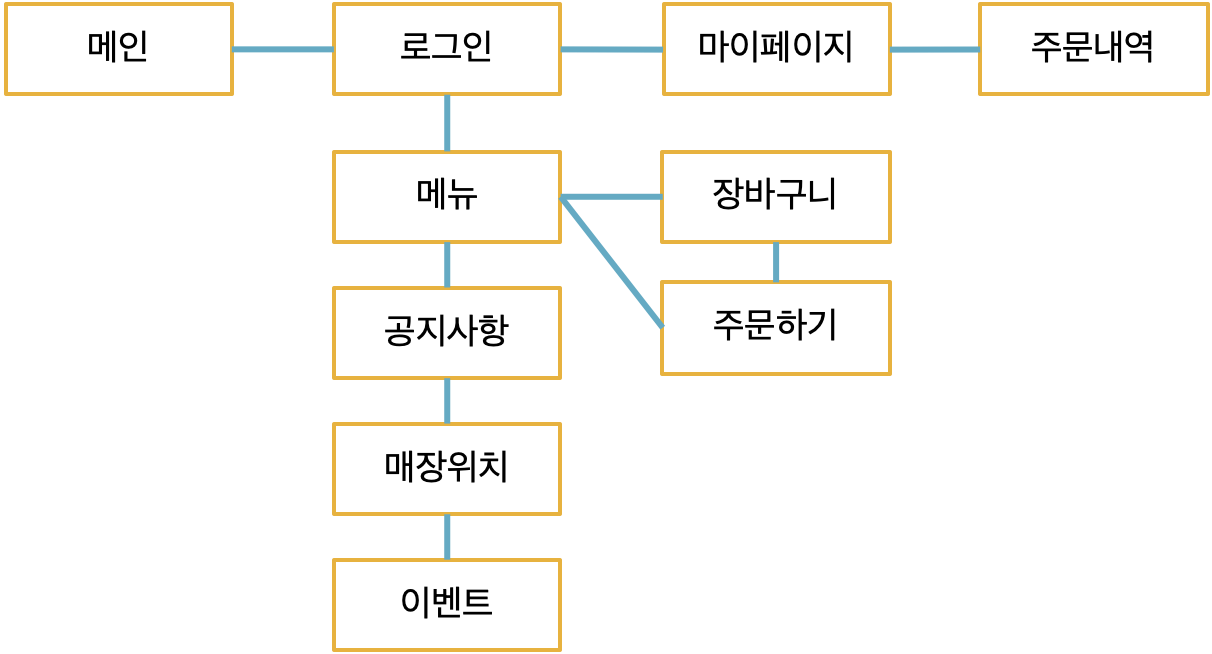 메인
로그인
마이페이지
주문내역
메뉴
장바구니
공지사항
주문하기
매장위치
이벤트